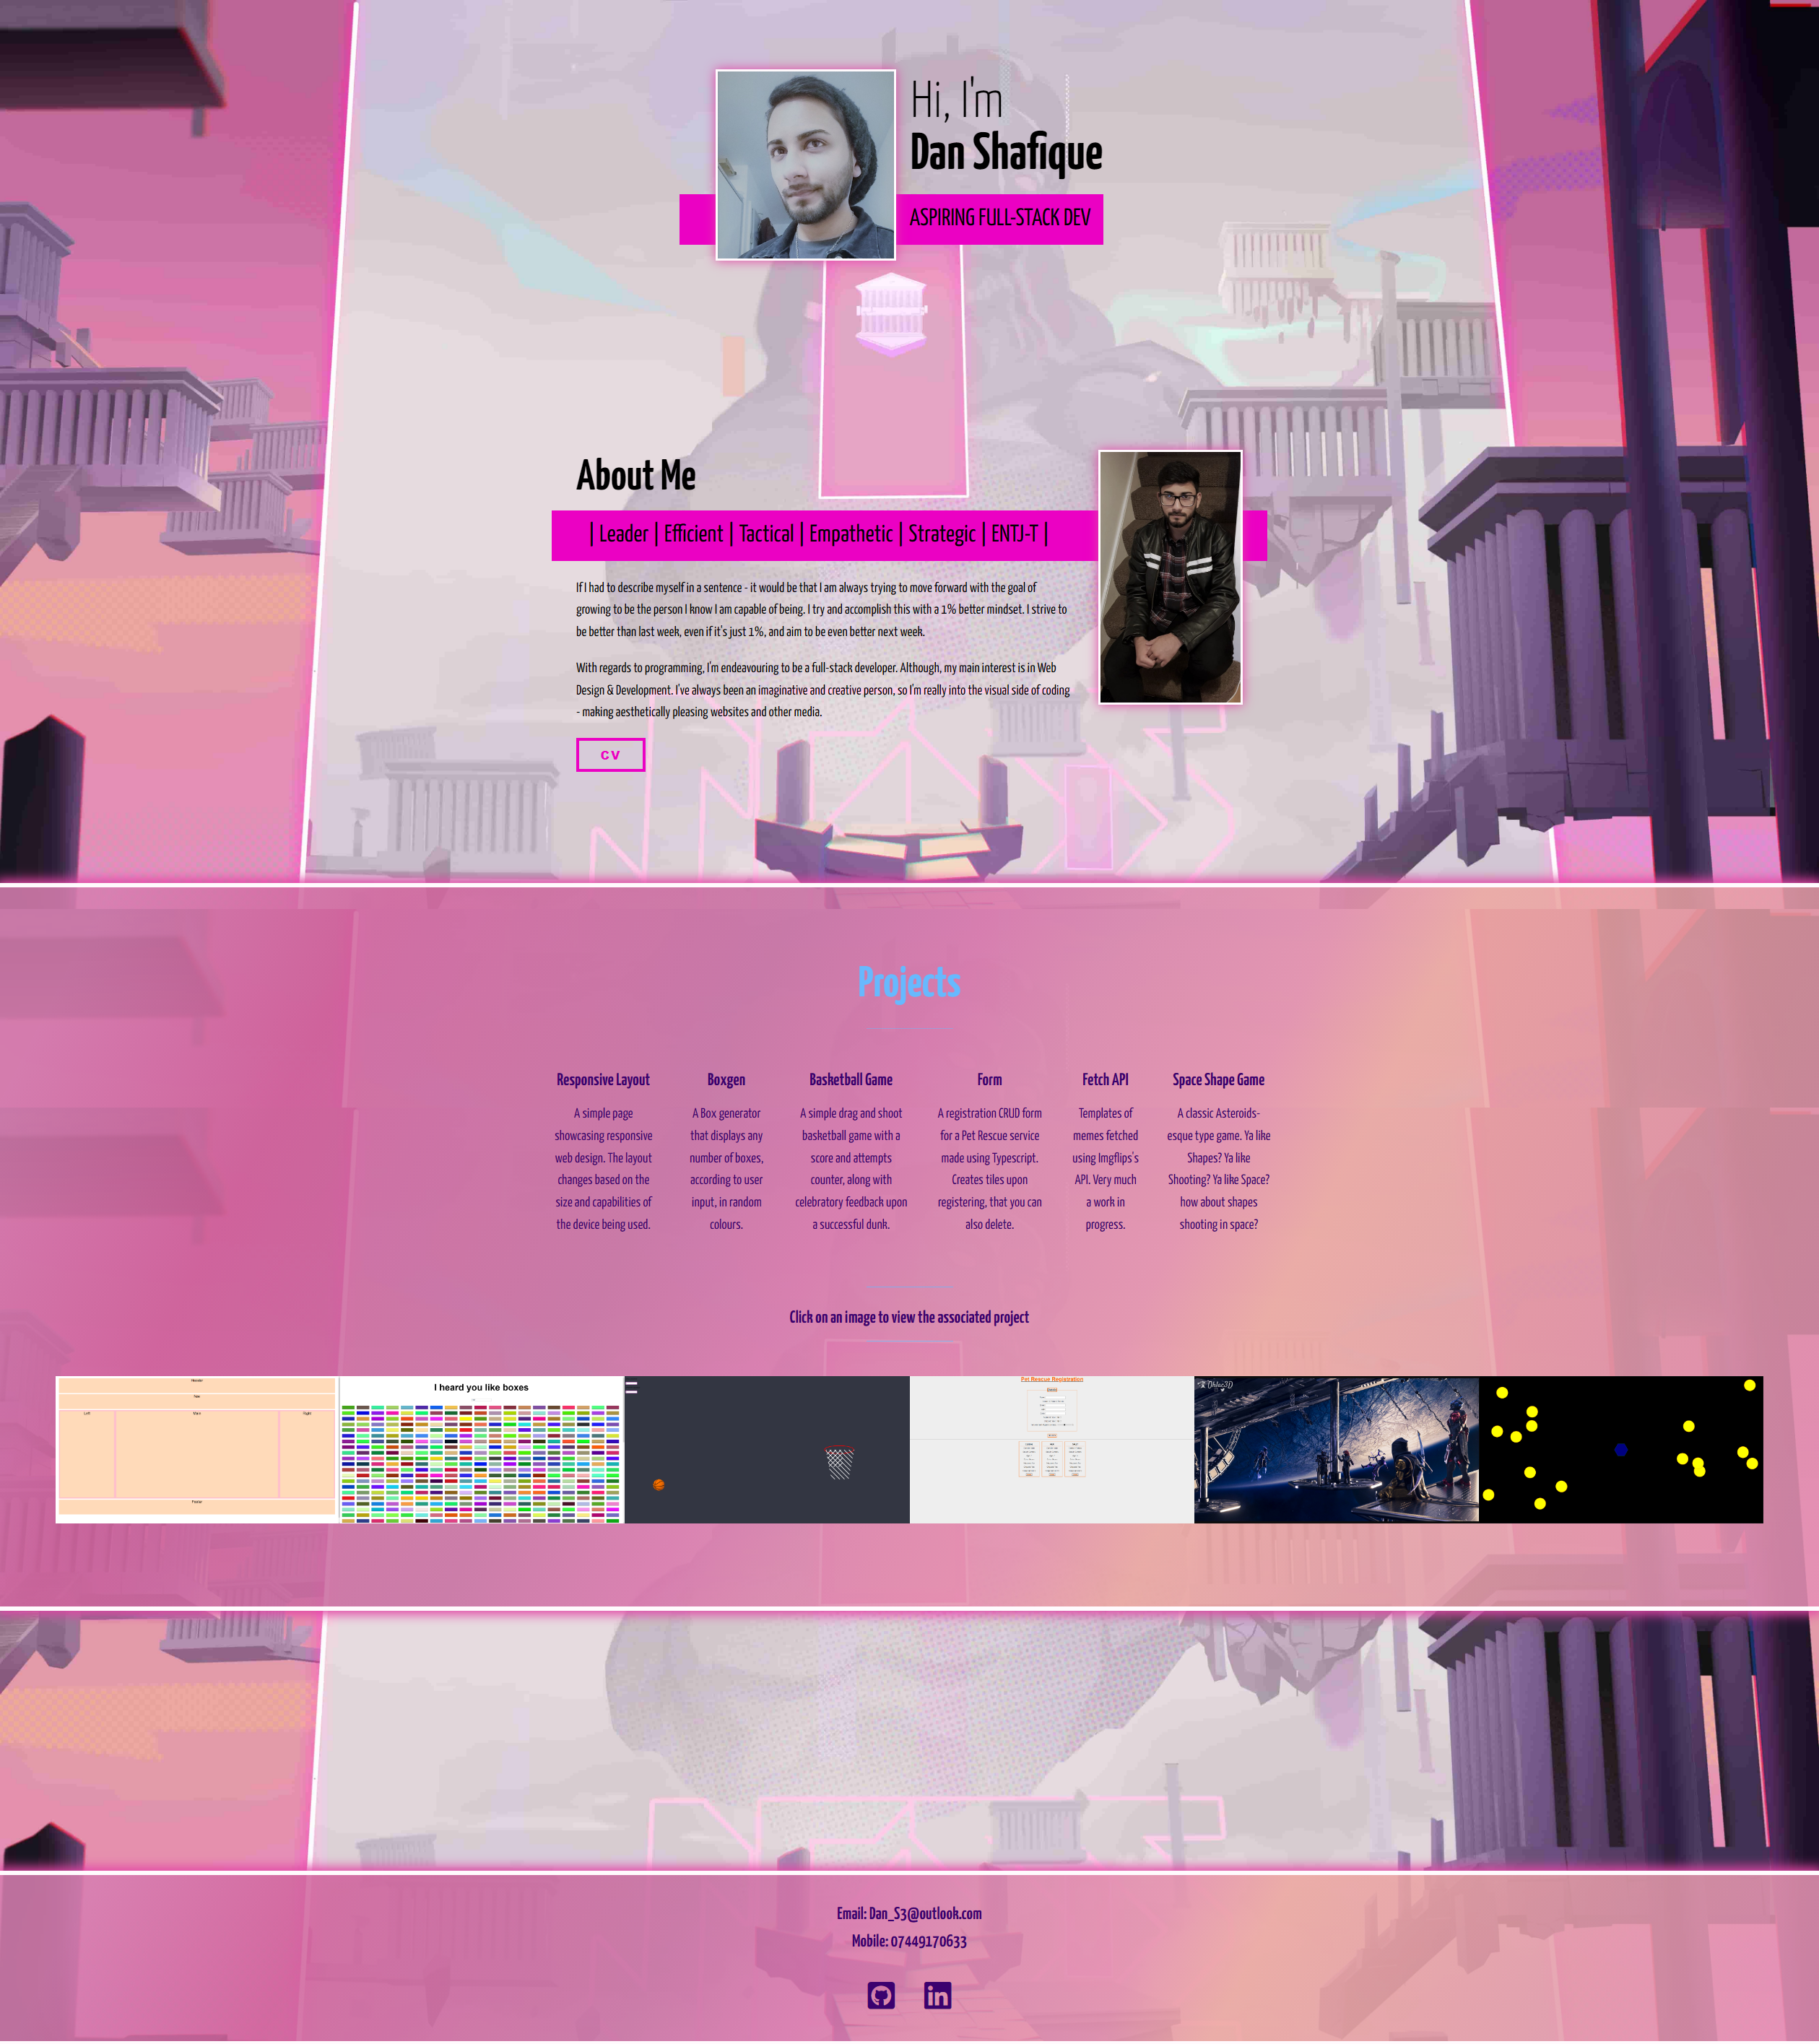 Hi, I'm
Dan Shafique
ASPIRING FULL-STACK DEV
About Me
| Leader | Efficient | Tactical | Empathetic | Strategic | ENTJ-T |
If I had to describe myself in a sentence - it would be that I am always trying to move forward with the goal of
growing to be the person I know I am capable of being. I try and accomplish this with a 1% better mindset. I strive to
be better than last week, even if it's just 1%, and aim to be even better next week.
With regards to programming, I'm endeavouring to be a full-stack developer. Although, my main interest is in Web
Design & Development. I've always been an imaginative and creative person, so I'm really into the visual side of coding
- making aesthetically pleasing websites and other media.
CV
Projects
Responsive Layout
A simple page
showcasing responsive
web design. The layout
changes based on the
size and capabilities of
the device being used.
Boxgen
A Box generator
that displays any
number of boxes,
according to user
input, in random
colours.
Basketball Game
A simple drag and shoot
basketball game with a
score and attempts
counter, along with
celebratory feedback upon
a successful dunk.
Form
A registration CRUD form
for a Pet Rescue service
made using Typescript.
Creates tiles upon
registering, that you can
also delete.
Fetch API
Templates of
memes fetched
using Imgflips's
API. Very much
a work in
progress.
Space Shape Game
A classic Asteroids-
esque type game. Ya like
Shapes? Ya like
Shooting? Ya like Space?
how about shapes
shooting in space?
Click on an image to view the associated project
Header
Nav
Left
Main
Right
Footer
I heard you like boxes
Pet Rescue Registration
Email: Dan_S3@outlook.com
Mobile: 07449170633
in